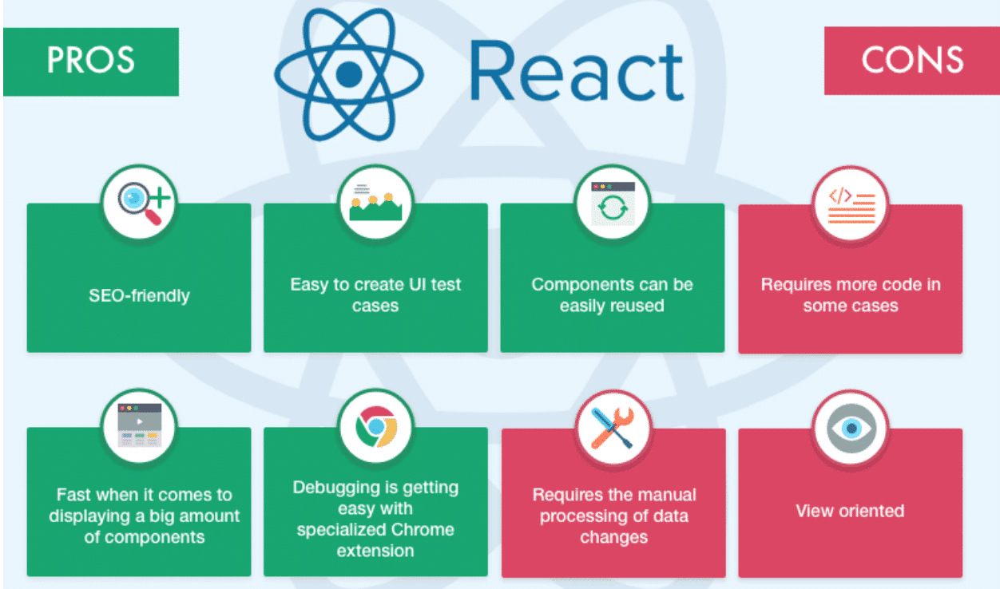 PROS
React
CONS
SEO-friendly
Easy to create UI test
cases
Components can be
easily reused
Requires more code in
some cases
Fast when it comes to
displaying a big amount
of components
Debugging is getting
easy with
specialized Chrome
extension
Requires the manual
processing of data
changes
View oriented